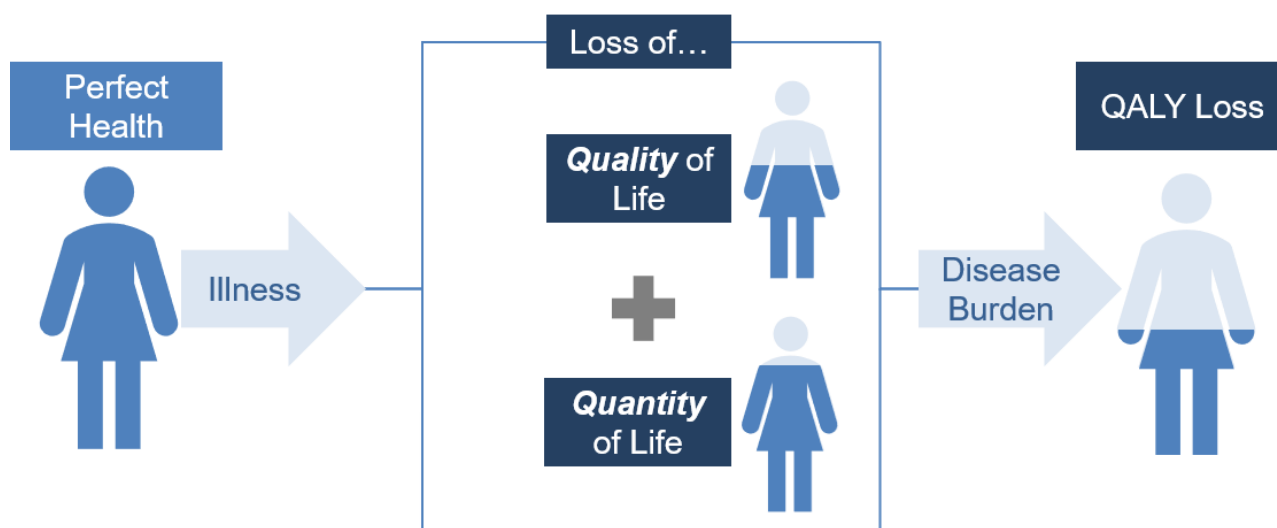 Perfect
Health
Illness
Loss of…
Quality of
Life
Quantity
of Life
Disease
Burden
QALY Loss